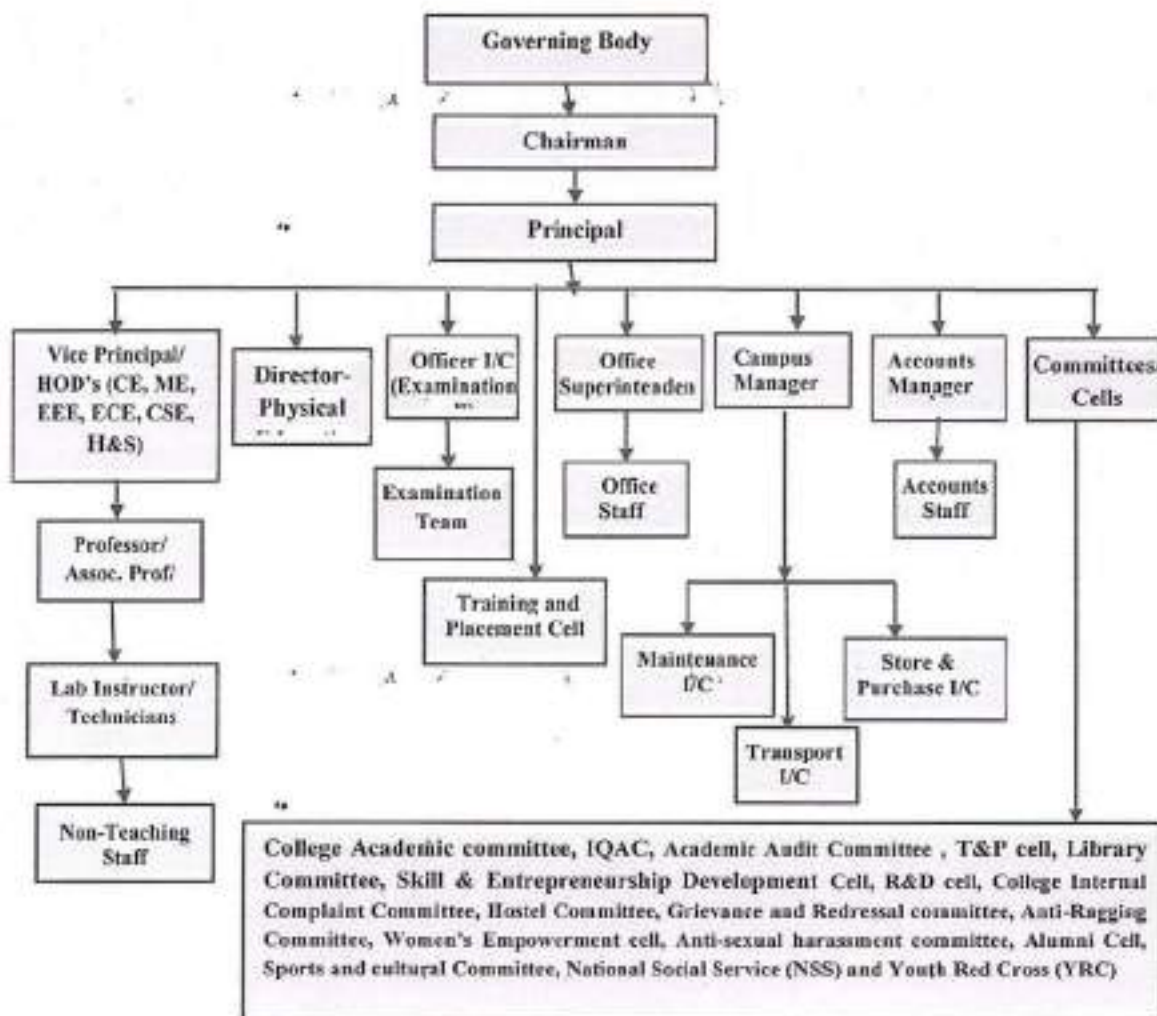 Governing Body
Chairman
Principal
Vice Principal/
HOD's (CE, ME,
EEE, ECE, CSE,
H&S)
Director-
Physical
Officer I/C
(Examination
Office
Superintenden
Campus
Manager
Accounts
Manager
Committees
Cells
Examination
Team
Office
Staff
Accounts
Staff
Professor/
Assoc. Prof/
Training and
Placement Cell
Maintenance
I/C
Store &
Purchase I/C
Lab Instructor/
Technicians
Transport
I/C
Non-Teaching
Staff
College Academic committee, IQAC, Academic Audit Committee , T&P cell, Library
Committee, Skill & Entrepreneurship Development Cell, R&D cell, College Internal
Complaint Committee, Hostel Committee, Grievance and Redressal committee, Anti-Ragging
Committee, Women's Empowerment cell, Anti-sexual harassment committee, Alumni Cell,
Sports and cultural Committee, National Social Service (NSS) and Youth Red Cross (YRC)